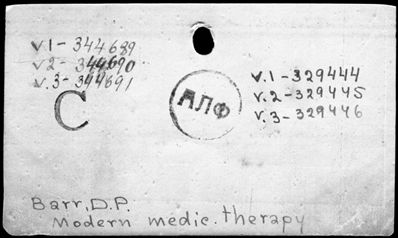 v.1-344689
v.2-344690
v.3-344691
C
АЛФ
v.1-329444
v.2-329445
v.3-329446
Barr, D.P.
Modern medic. therapy